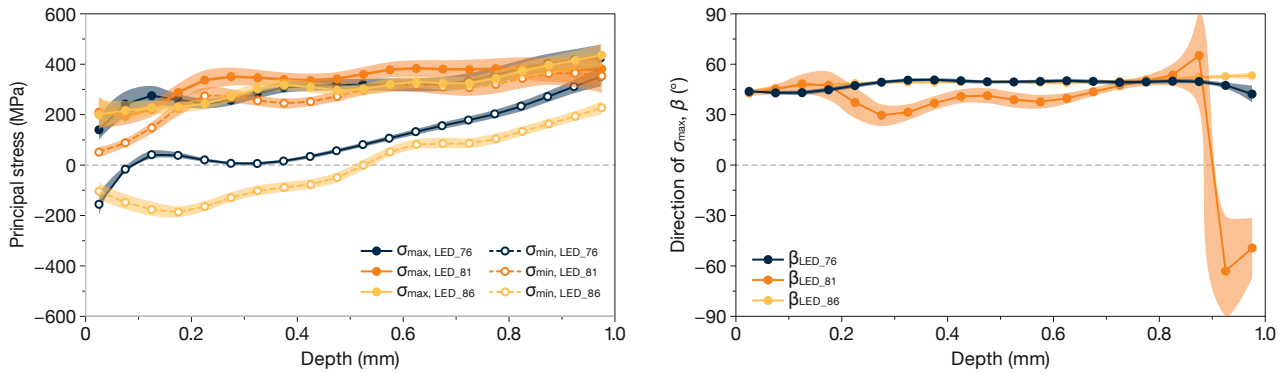 Principal stress (MPa)
600
400
200
0
−200
−400
−600
σmax, LED_76
σmin, LED_76
σmax, LED_81
σmin, LED_81
σmax, LED_86
σmin, LED_86
0 0.2 0.4 0.6 0.8 1.0
Depth (mm)
Direction of σmax, β (°)
90
60
30
0
−30
−60
−90
βLED_76
βLED_81
βLED_86
0 0.2 0.4 0.6 0.8 1.0
Depth (mm)